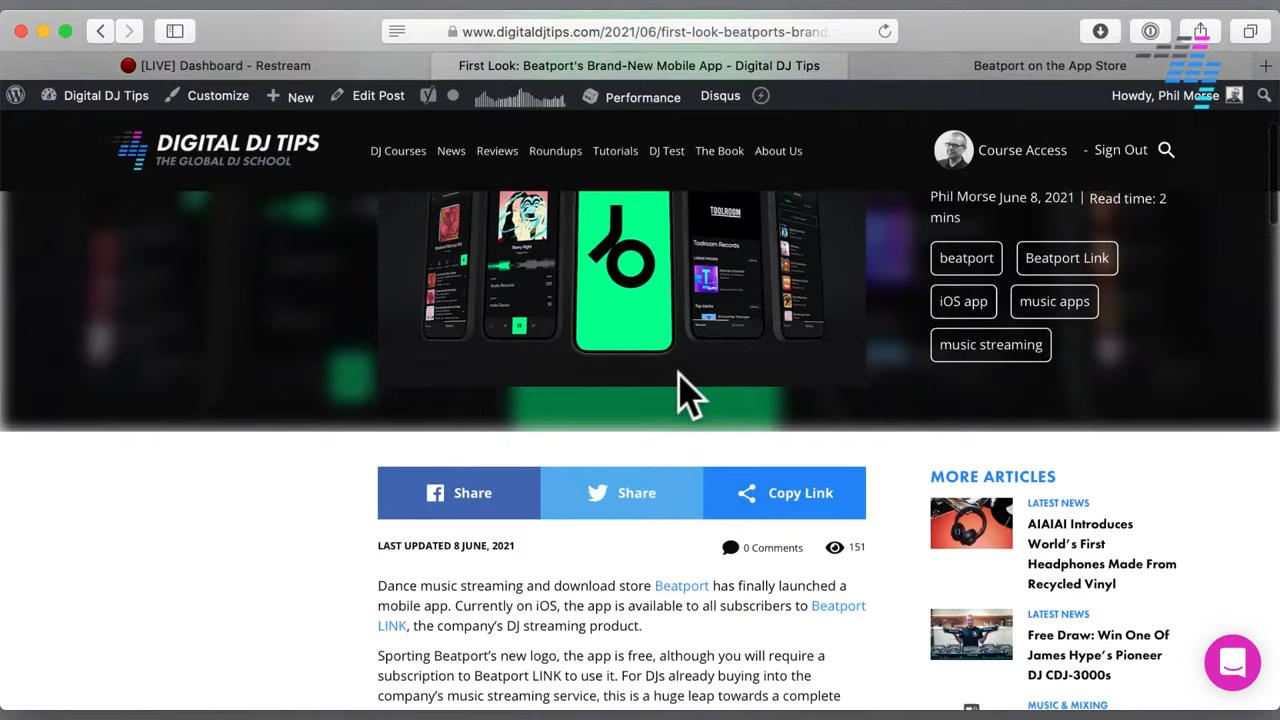 www.digitaldjtips.com/2021/06/first-look-beatports-brand
[LIVE] Dashboard - Restream
First Look: Beatport's Brand-New Mobile App - Digital DJ Tips
Beatport on the App Store
Digital DJ Tips
Customize
New
Edit Post
Performance
Disqus
Howdy, Phil Morse
DIGITAL DJ TIPS
THE GLOBAL DJ SCHOOL
DJ Courses News Reviews Roundups Tutorials DJ Test The Book About Us
Course Access - Sign Out
TOOLROOM
Toolroom Records
Phil Morse June 8, 2021 | Read time: 2
mins
beatport
Beatport Link
iOS app
music apps
music streaming
Share
Share
Copy Link
LAST UPDATED 8 JUNE, 2021
0 Comments
151
Dance music streaming and download store Beatport has finally launched a
mobile app. Currently on iOS, the app is available to all subscribers to Beatport
LINK, the company's DJ streaming product.
Sporting Beatport's new logo, the app is free, although you will require a
subscription to Beatport LINK to use it. For DJs already buying into the
company's music streaming service, this is a huge leap towards a complete
MORE ARTICLES
LATEST NEWS
AIAIAI Introduces
World's First
Headphones Made From
Recycled Vinyl
LATEST NEWS
Free Draw: Win One Of
James Hype's Pioneer
DJ CDJ-3000s
MUSIC & MIXING